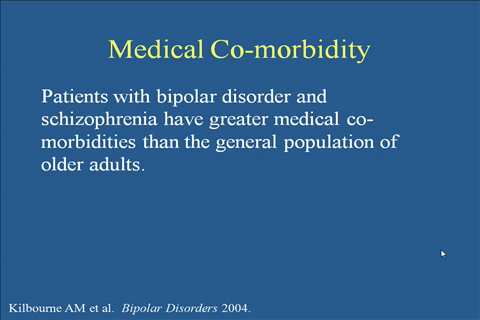 Medical Co-morbidity
Patients with bipolar disorder and
schizophrenia have greater medical co-
morbidities than the general population of
older adults.
Kilbourne AM et al. Bipolar Disorders 2004.